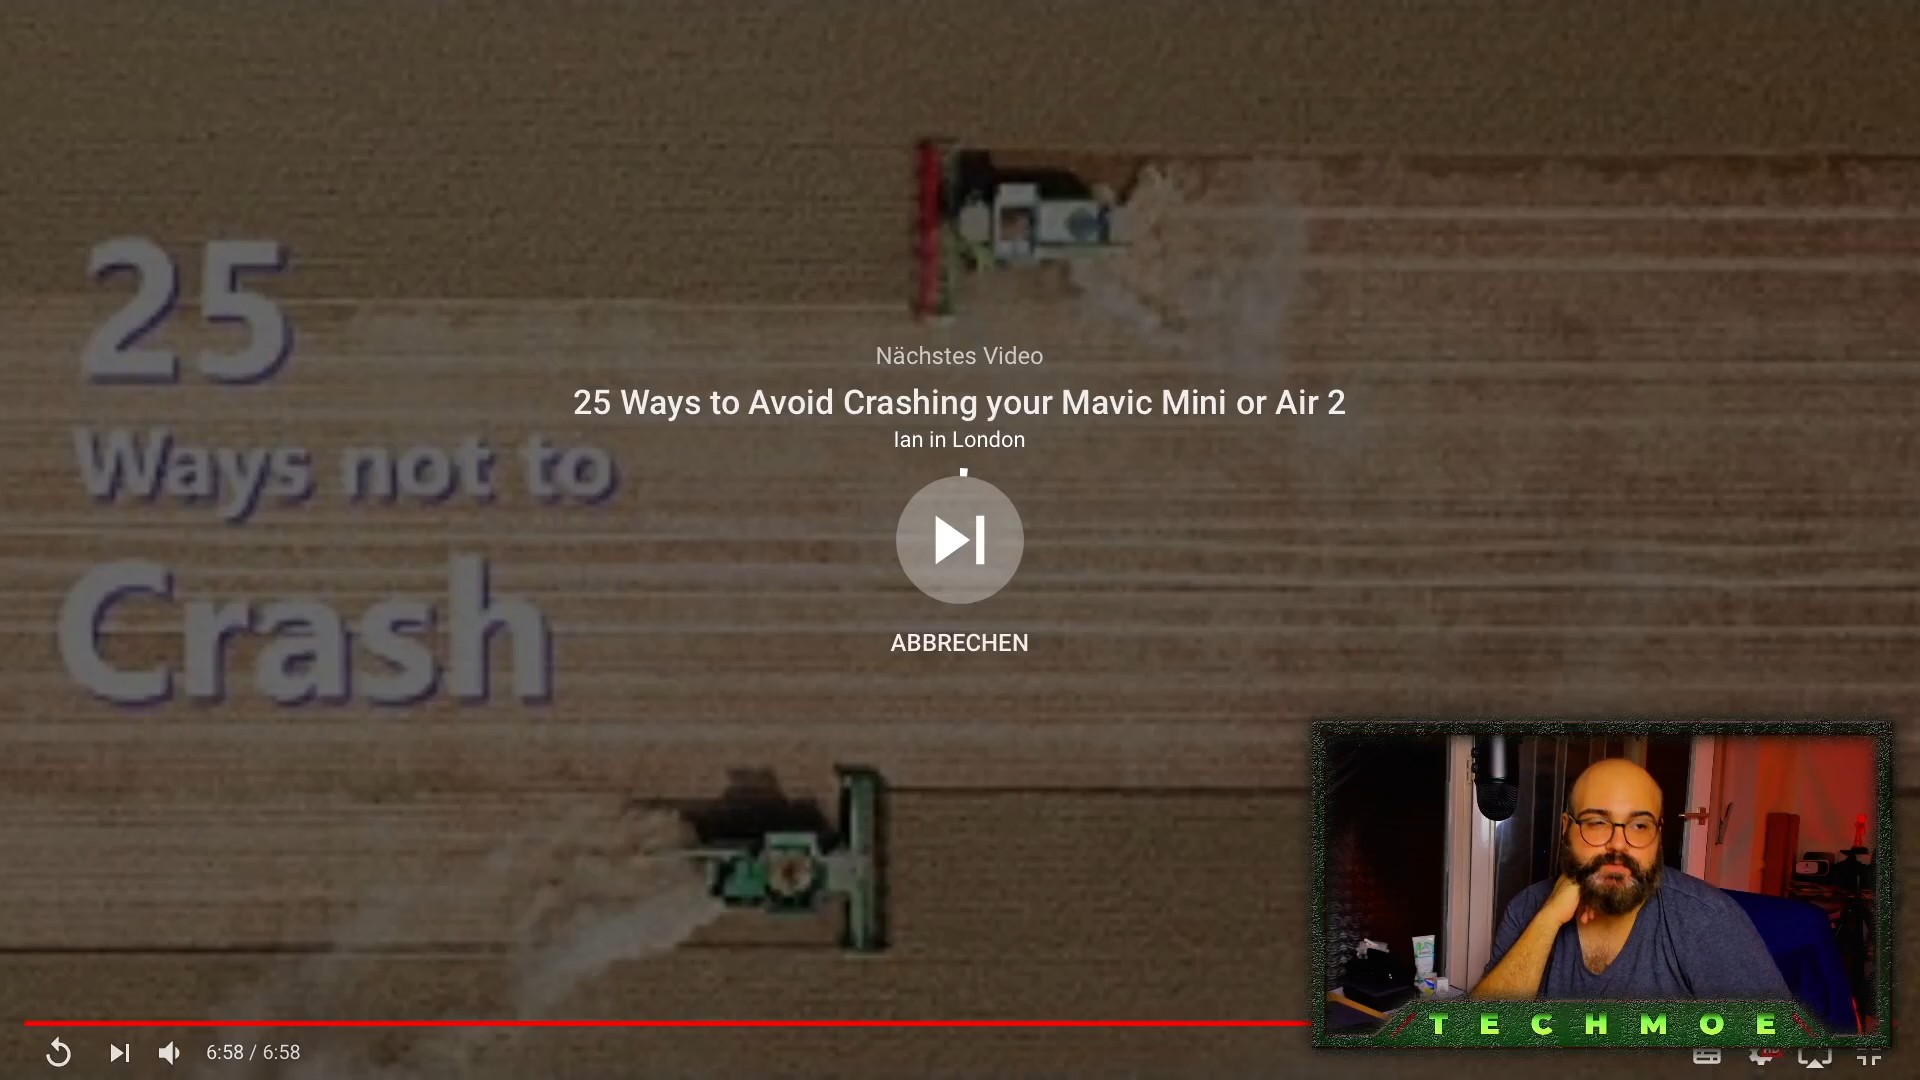 25
Ways not to
Crash
Nächstes Video
25 Ways to Avoid Crashing your Mavic Mini or Air 2
Ian in London
ABBRECHEN
TECHMOE
6:58 / 6:58